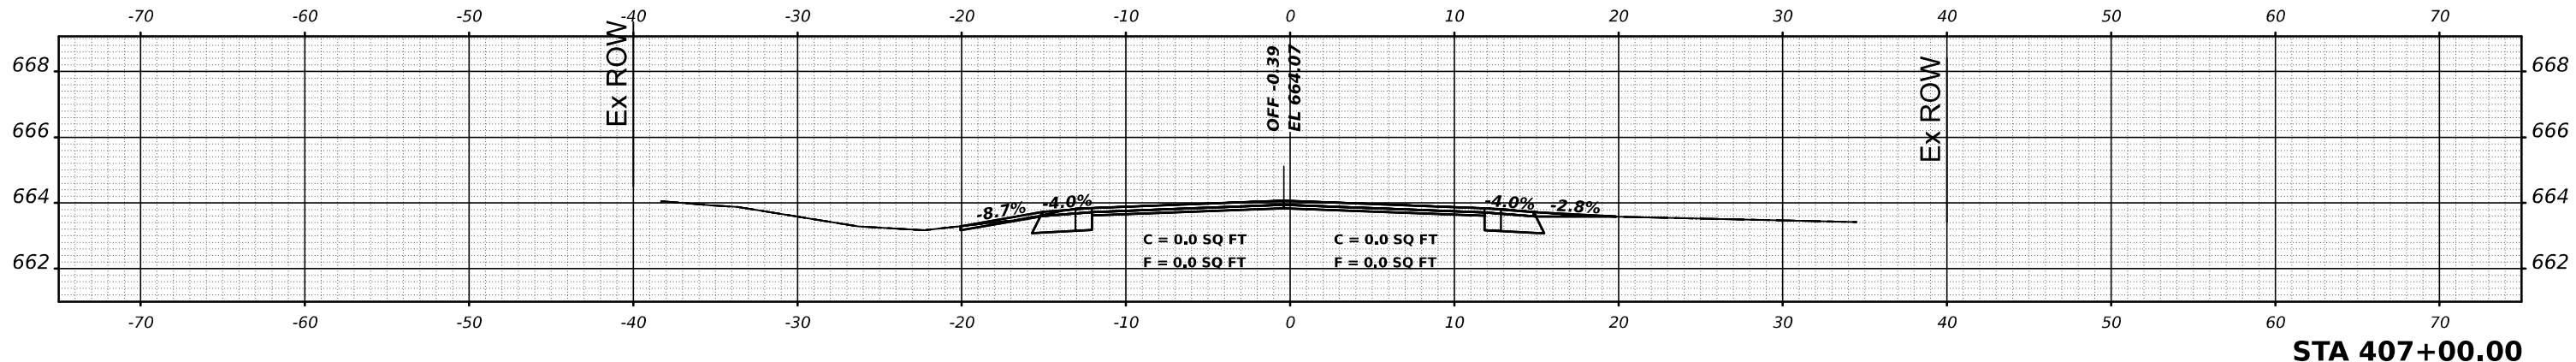 -70 -60 -50 -40 -30 -20 -10 0 10 20 30 40 50 60 70
Ex ROW
OFF -0.39
EL 664.07
Ex ROW
668 668
666 666
664 664
-8.7% -4.0% -4.0% -2.8%
C = 0.0 SQ FT C = 0.0 SQ FT
F = 0.0 SQ FT F = 0.0 SQ FT
662 662
-70 -60 -50 -40 -30 -20 -10 0 10 20 30 40 50 60 70
STA 407+00.00